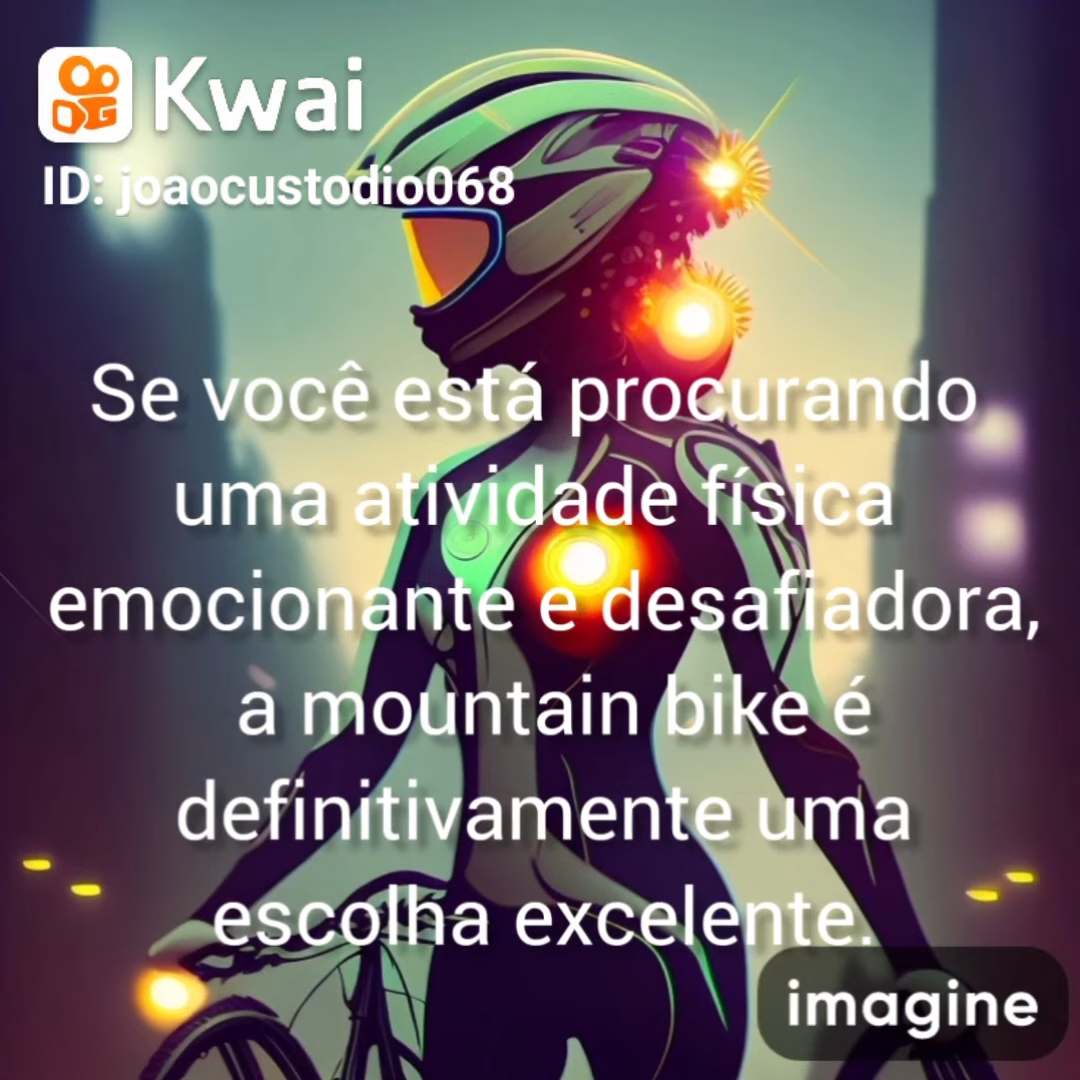 Kwai
ID: joaocustodio068
Se você está procurando
uma atividade física
emocionante e desafiadora,
a mountain bike é
definitivamente uma
escolha excelente.
imagine